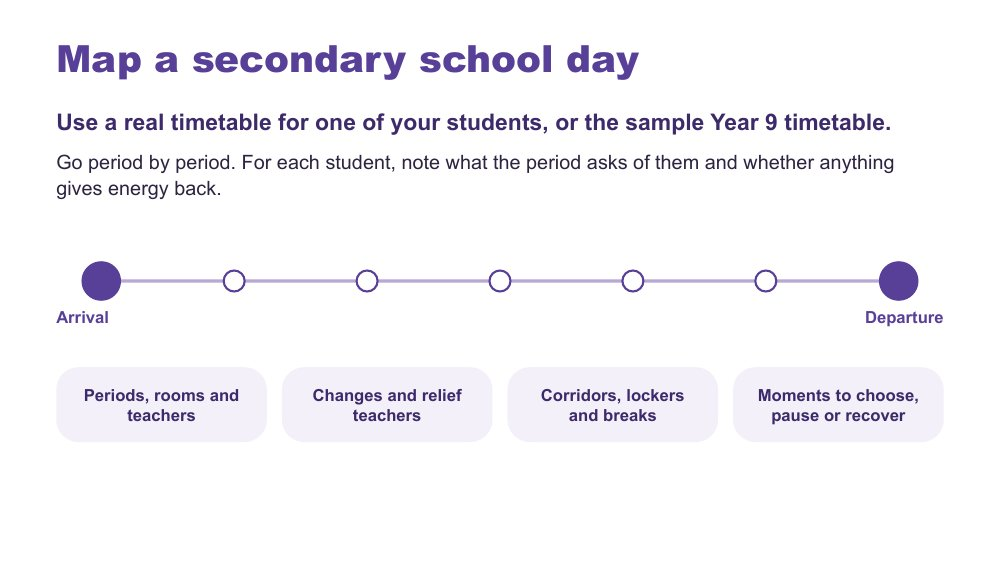 Map a secondary school day
Use a real timetable for one of your students, or the sample Year 9 timetable.
Go period by period. For each student, note what the period asks of them and whether anything
gives energy back.
Arrival
Departure
Periods, rooms and
teachers
Changes and relief
teachers
Corridors, lockers
and breaks
Moments to choose,
pause or recover